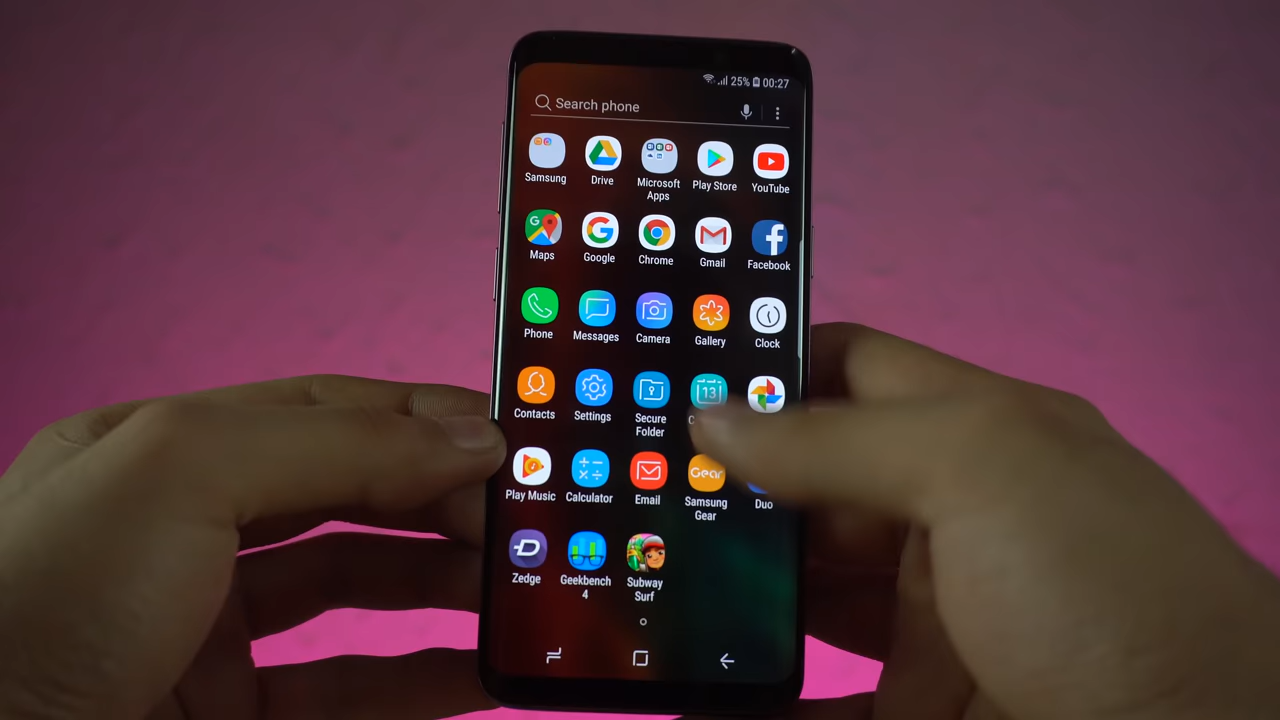 25% 00:27
Search phone
Samsung
Drive
Microsoft
Apps
Play Store
YouTube
Maps
Google
Chrome
Gmail
Facebook
Phone
Messages
Camera
Gallery
Clock
13
Contacts
Settings
Secure
Folder
Play Music
Calculator
Email
Gear
Samsung
Gear
Duo
Zedge
Geekbench
4
Subway
Surf